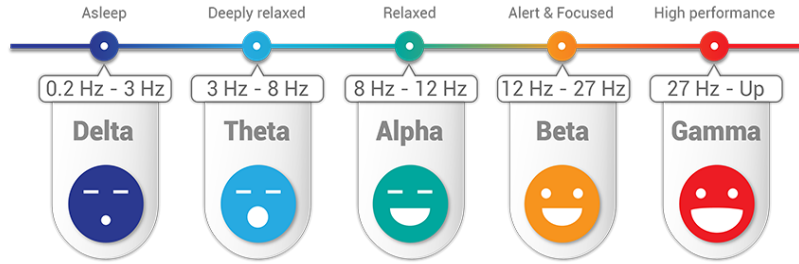 Asleep
Deeply relaxed
Relaxed
Alert & Focused
High performance
0.2 Hz - 3 Hz
3 Hz - 8 Hz
8 Hz - 12 Hz
12 Hz - 27 Hz
27 Hz - Up
Delta
Theta
Alpha
Beta
Gamma